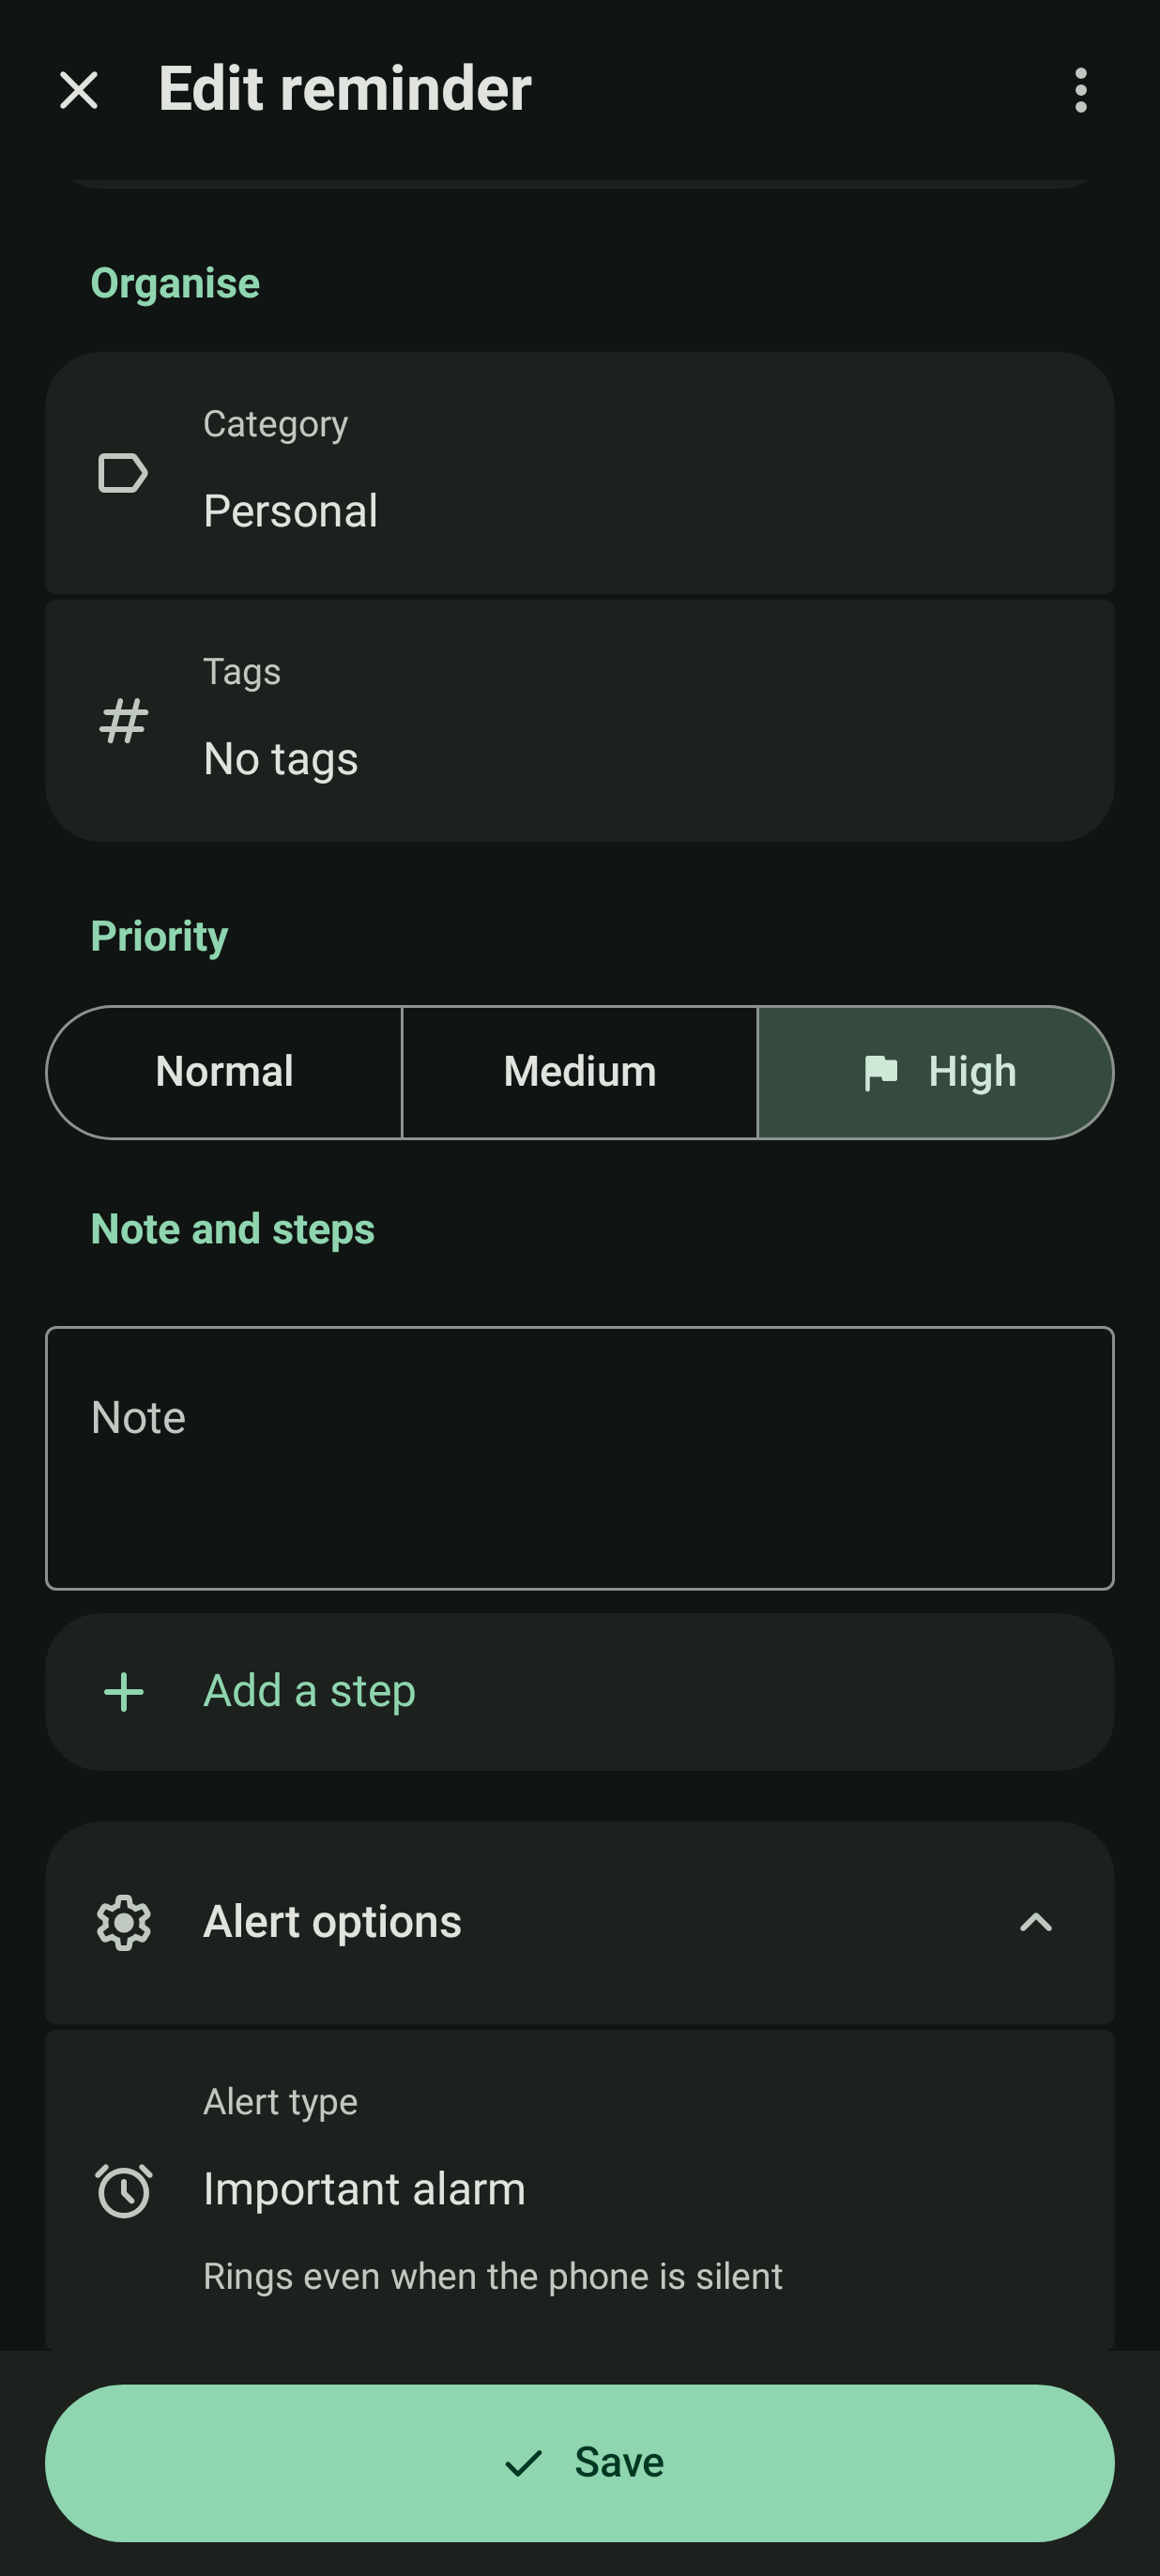 Edit reminder
Organise
Category
Personal
Tags
No tags
Priority
Normal
Medium
High
Note and steps
Note
Add a step
Alert options
Alert type
Important alarm
Rings even when the phone is silent
Save